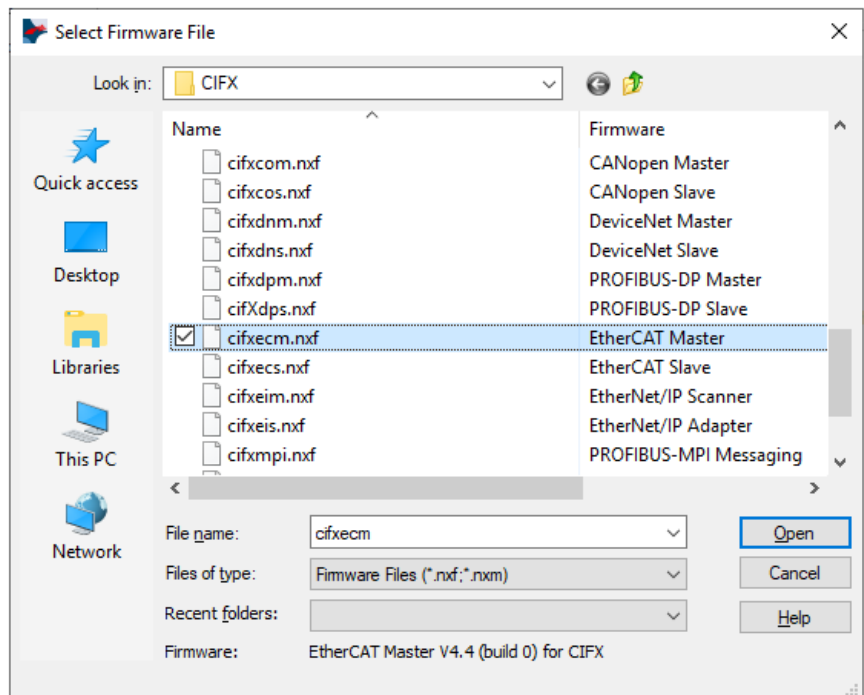 Select Firmware File
Look in: CIFX
Name Firmware
cifxcom.nxf CANopen Master
cifxcos.nxf CANopen Slave
cifxdnm.nxf DeviceNet Master
cifxdns.nxf DeviceNet Slave
cifxdpm.nxf PROFIBUS-DP Master
cifXdps.nxf PROFIBUS-DP Slave
cifxecm.nxf EtherCAT Master
cifxecs.nxf EtherCAT Slave
cifxeim.nxf EtherNet/IP Scanner
cifxeis.nxf EtherNet/IP Adapter
cifxmpi.nxf PROFIBUS-MPI Messaging
Quick access
Desktop
Libraries
This PC
Network
File name: cifxecm Open
Files of type: Firmware Files (*.nxf;*.nxm) Cancel
Recent folders: Help
Firmware: EtherCAT Master V4.4 (build 0) for CIFX